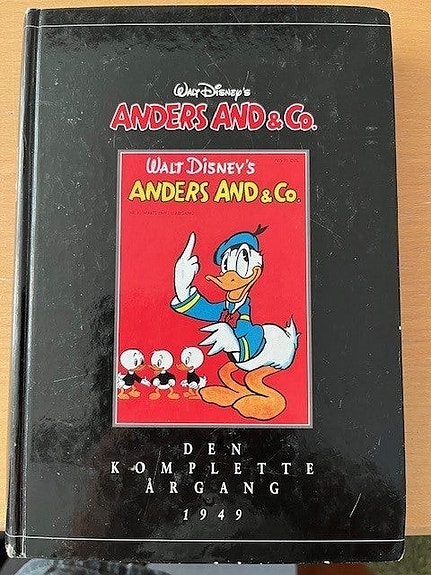 WALT DISNEY'S
ANDERS AND & Co.
WALT DISNEY'S
ANDERS AND & Co.
DEN
KOMPLETTE
ÅRGANG
1949